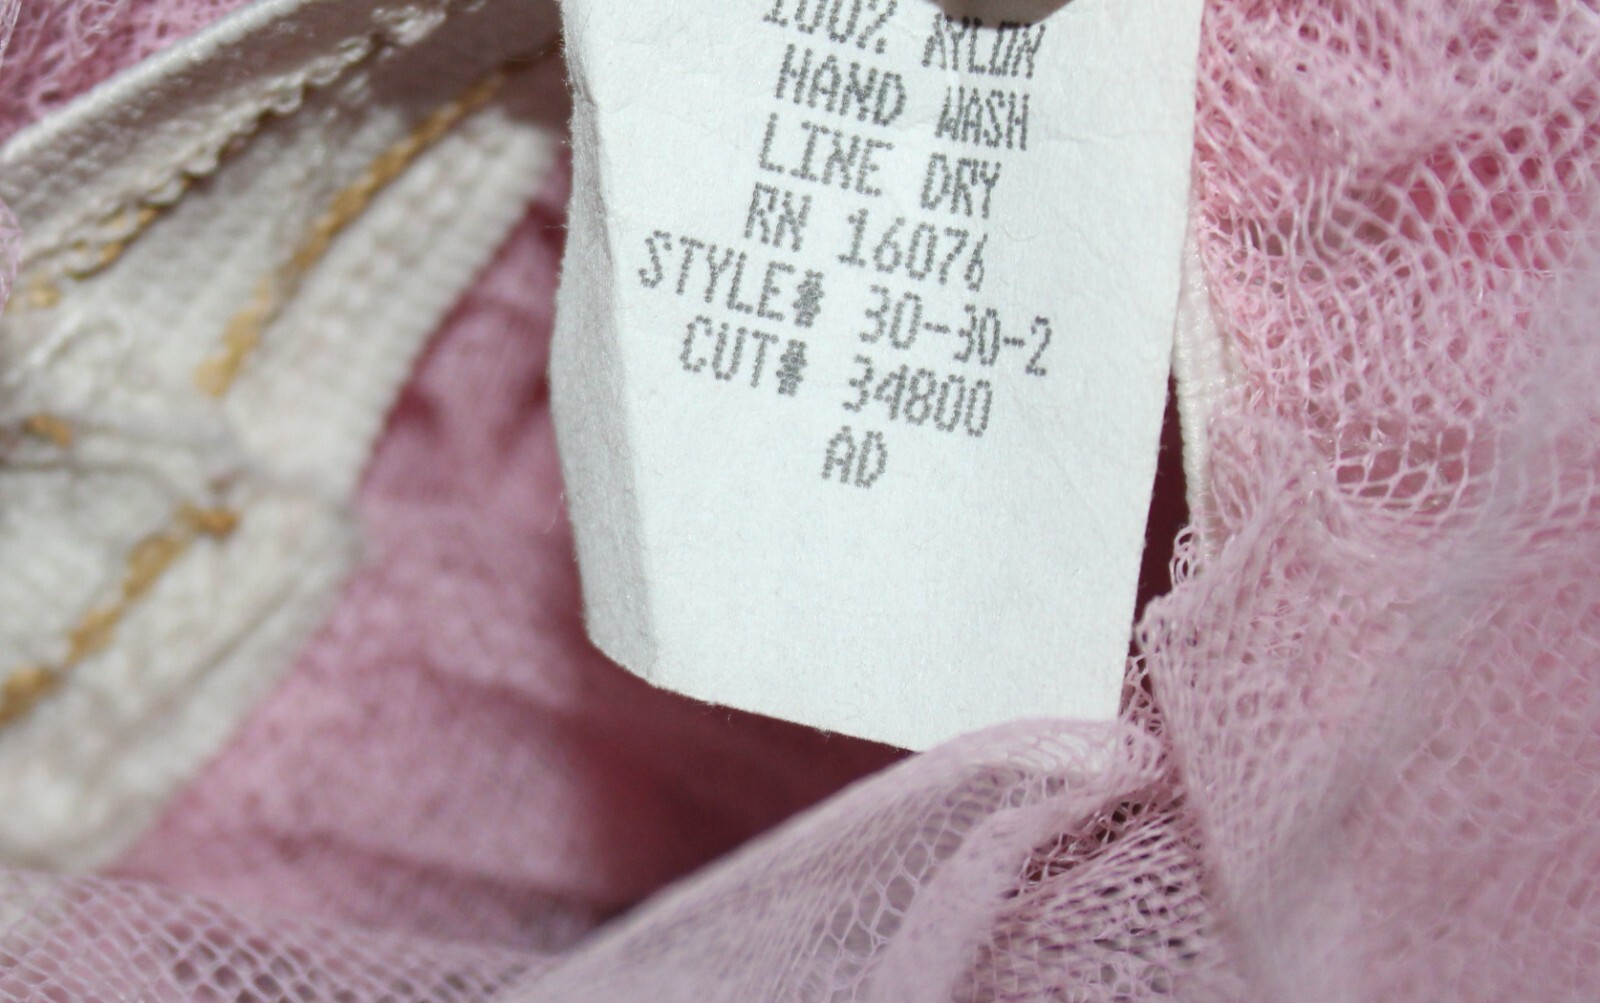 100% NYLON
HAND WASH
LINE DRY
RN 16076
STYLE# 30-30-2
CUT# 34800
AD